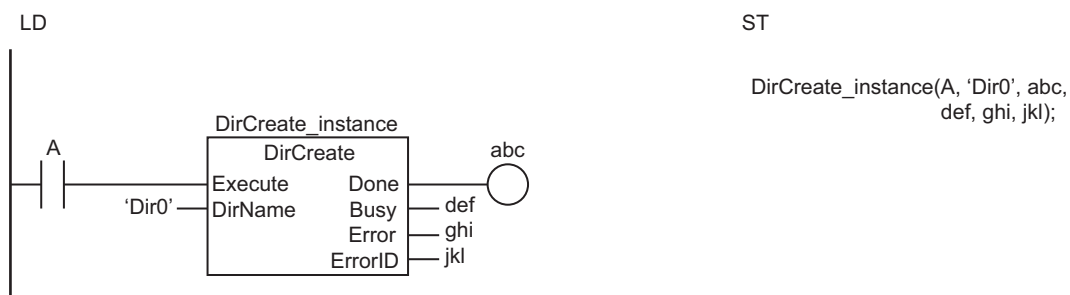 LD
ST
DirCreate_instance(A, ‘Dir0’, abc,
def, ghi, jkl);
DirCreate_instance
DirCreate
A
abc
Execute Done
‘Dir0’ DirName Busy def
Error ghi
ErrorID jkl